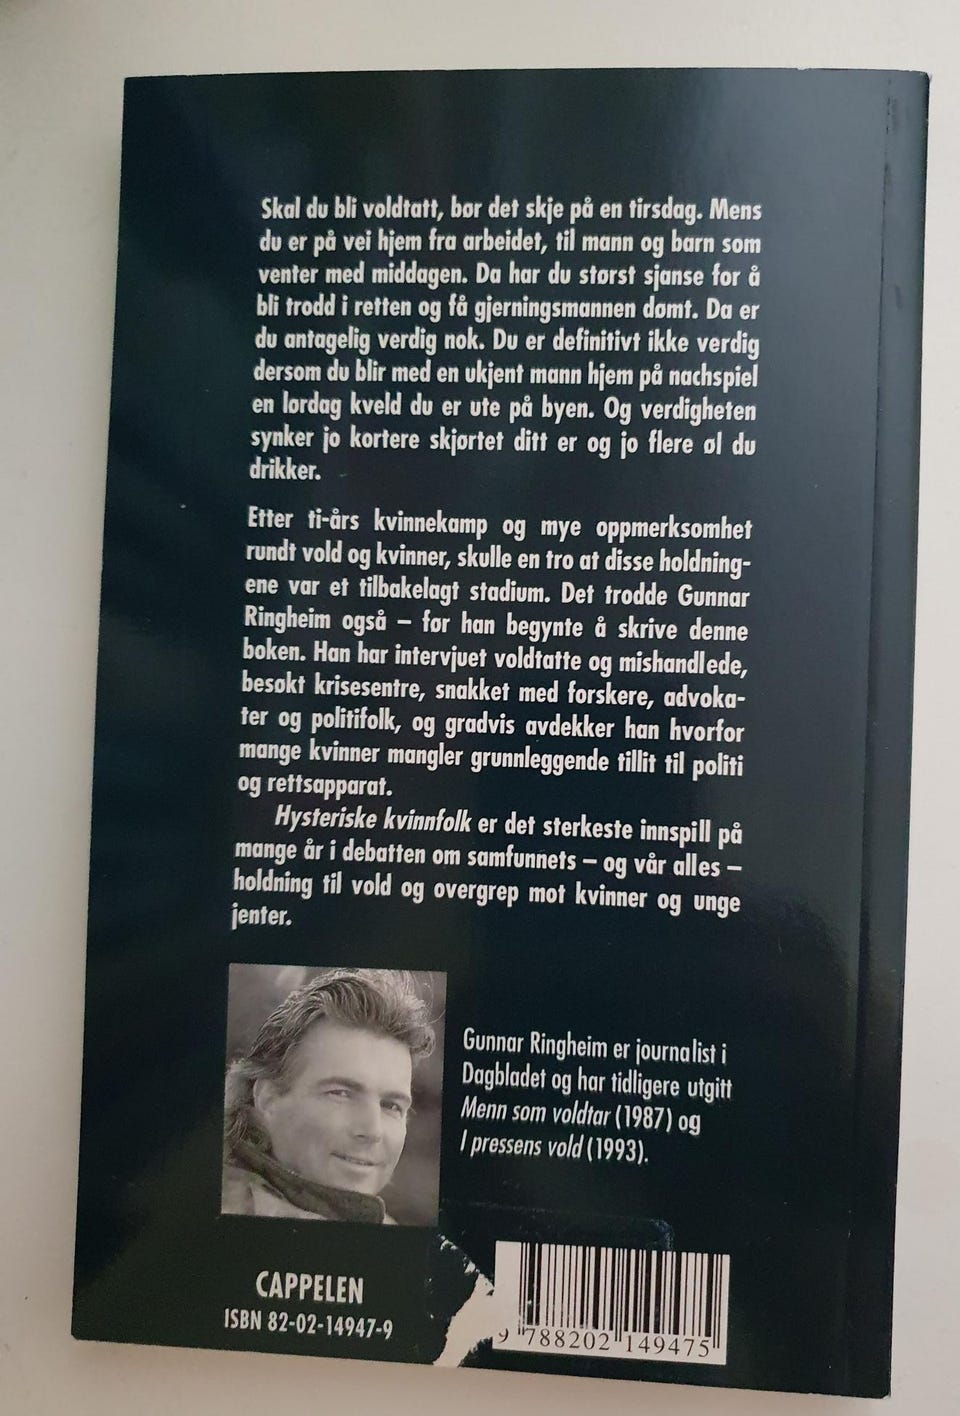 Skal du bli voldtatt, bør det skje på en tirsdag. Mens
du er på vei hjem fra arbeidet, til mann og barn som
venter med middagen. Da har du størst sjanse for å
bli trodd i retten og få gjerningsmannen dømt. Da er
du antagelig verdig nok. Du er definitivt ikke verdig
dersom du blir med en ukjent mann hjem på nachspiel
en lørdag kveld du er ute på byen. Og verdigheten
synker jo kortere skjørtet ditt er og jo flere øl du
drikker.
Etter ti-års kvinnekamp og mye oppmerksomhet
rundt vold og kvinner, skulle en tro at disse holdning-
ene var et tilbakelagt stadium. Det trodde Gunnar
Ringheim også – før han begynte å skrive denne
boken. Han har intervjuet voldtatte og mishandlede,
besøkt krisesentre, snakket med forskere, advoka-
ter og politifolk, og gradvis avdekker han hvorfor
mange kvinner mangler grunnleggende tillit til politi
og rettsapparat.
Hysteriske kvinnfolk er det sterkeste innspill på
mange år i debatten om samfunnets – og vår alles –
holdning til vold og overgrep mot kvinner og unge
jenter.
Gunnar Ringheim er journalist i
Dagbladet og har tidligere utgitt
Menn som voldtar (1987) og
I pressens vold (1993).
CAPPELEN
ISBN 82-02-14947-9
9 788202 149475